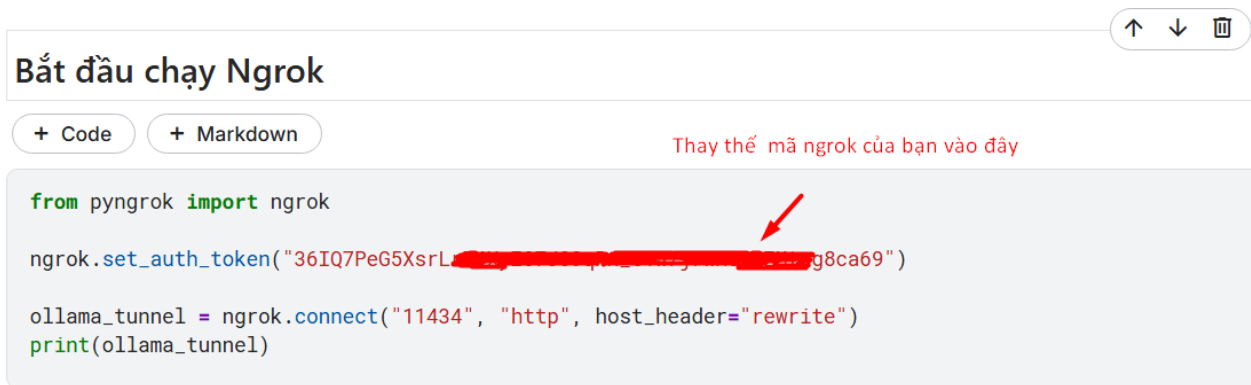 Bắt đầu chạy Ngrok
+ Code + Markdown
Thay thế mã ngrok của bạn vào đây
from pyngrok import ngrok
ngrok.set_auth_token("36IQ7PeG5XsrL g8ca69")
ollama_tunnel = ngrok.connect("11434", "http", host_header="rewrite")
print(ollama_tunnel)